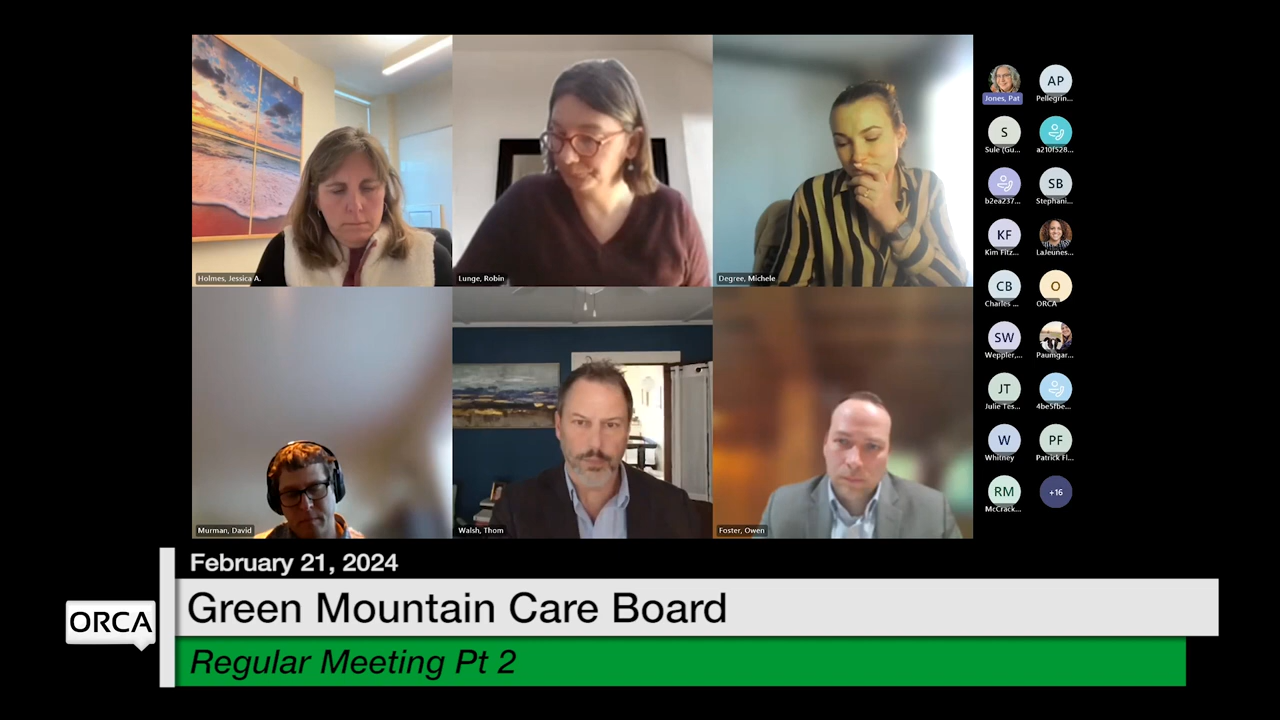 Holmes, Jessica A.
Lunge, Robin
Degree, Michele
Murman, David
Walsh, Thom
Foster, Owen
Jones, Pat
AP
Pellegrin...
S
Sule (Gu...
a210f528...
b2ea237...
SB
Stephani...
KF
Kim Fitz...
LaJeunes...
CB
Charles ...
O
ORCA
SW
Weppler,...
Paumgar...
JT
Julie Tes...
4be5fbe...
W
Whitney
PF
Patrick Fl...
RM
McCrack...
+16
February 21, 2024
ORCA
Green Mountain Care Board
Regular Meeting Pt 2